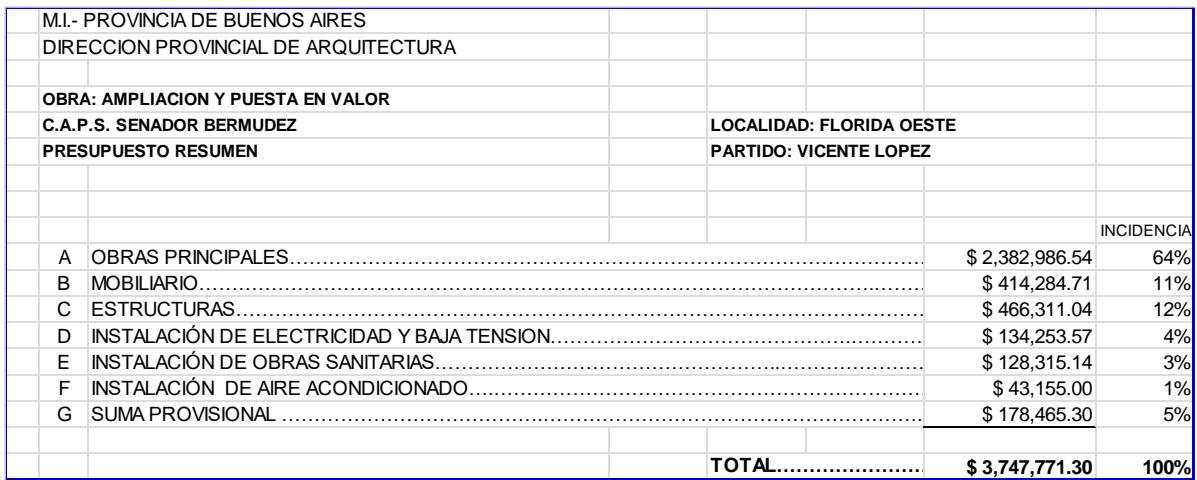 M.I.- PROVINCIA DE BUENOS AIRES
DIRECCION PROVINCIAL DE ARQUITECTURA
OBRA: AMPLIACION Y PUESTA EN VALOR
C.A.P.S. SENADOR BERMUDEZ LOCALIDAD: FLORIDA OESTE
PRESUPUESTO RESUMEN PARTIDO: VICENTE LOPEZ
INCIDENCIA
A OBRAS PRINCIPALES................ $ 2,382,986.54 64%
B MOBILIARIO................ $ 414,284.71 11%
C ESTRUCTURAS................ $ 466,311.04 12%
D INSTALACIÓN DE ELECTRICIDAD Y BAJA TENSION................ $ 134,253.57 4%
E INSTALACIÓN DE OBRAS SANITARIAS................ $ 128,315.14 3%
F INSTALACIÓN DE AIRE ACONDICIONADO................ $ 43,155.00 1%
G SUMA PROVISIONAL................ $ 178,465.30 5%
TOTAL................ $ 3,747,771.30 100%